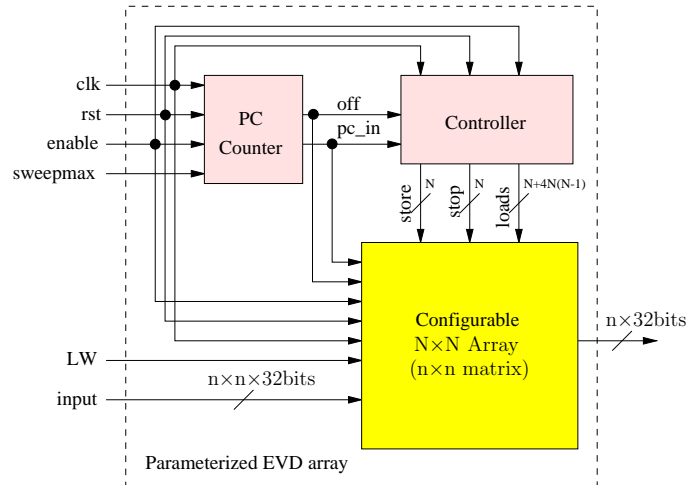 clk
rst
enable
sweepmax
PC
Counter
off
pc_in
Controller
store
N
stop
N
loads
N+4N(N-1)
Configurable
N×N Array
(n×n matrix)
n×32bits
LW
n×n×32bits
input
Parameterized EVD array